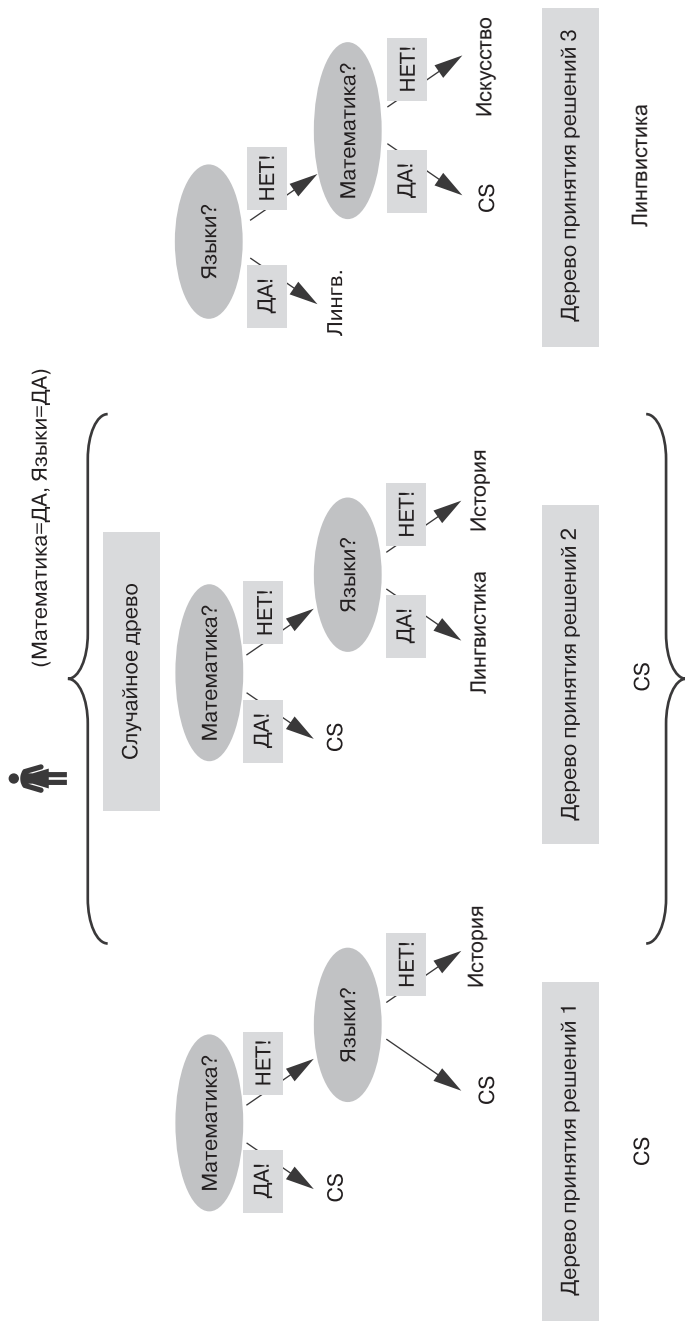 (Математика=ДА, Языки=ДА)
Случайное древо
Математика?
ДА!
НЕТ!
CS
Языки?
НЕТ!
CS
История
Дерево принятия решений 1
CS
Математика?
ДА!
НЕТ!
CS
Языки?
ДА!
НЕТ!
Лингвистика
История
Дерево принятия решений 2
CS
Языки?
ДА!
НЕТ!
Лингв.
Математика?
ДА!
НЕТ!
CS
Искусство
Дерево принятия решений 3
Лингвистика